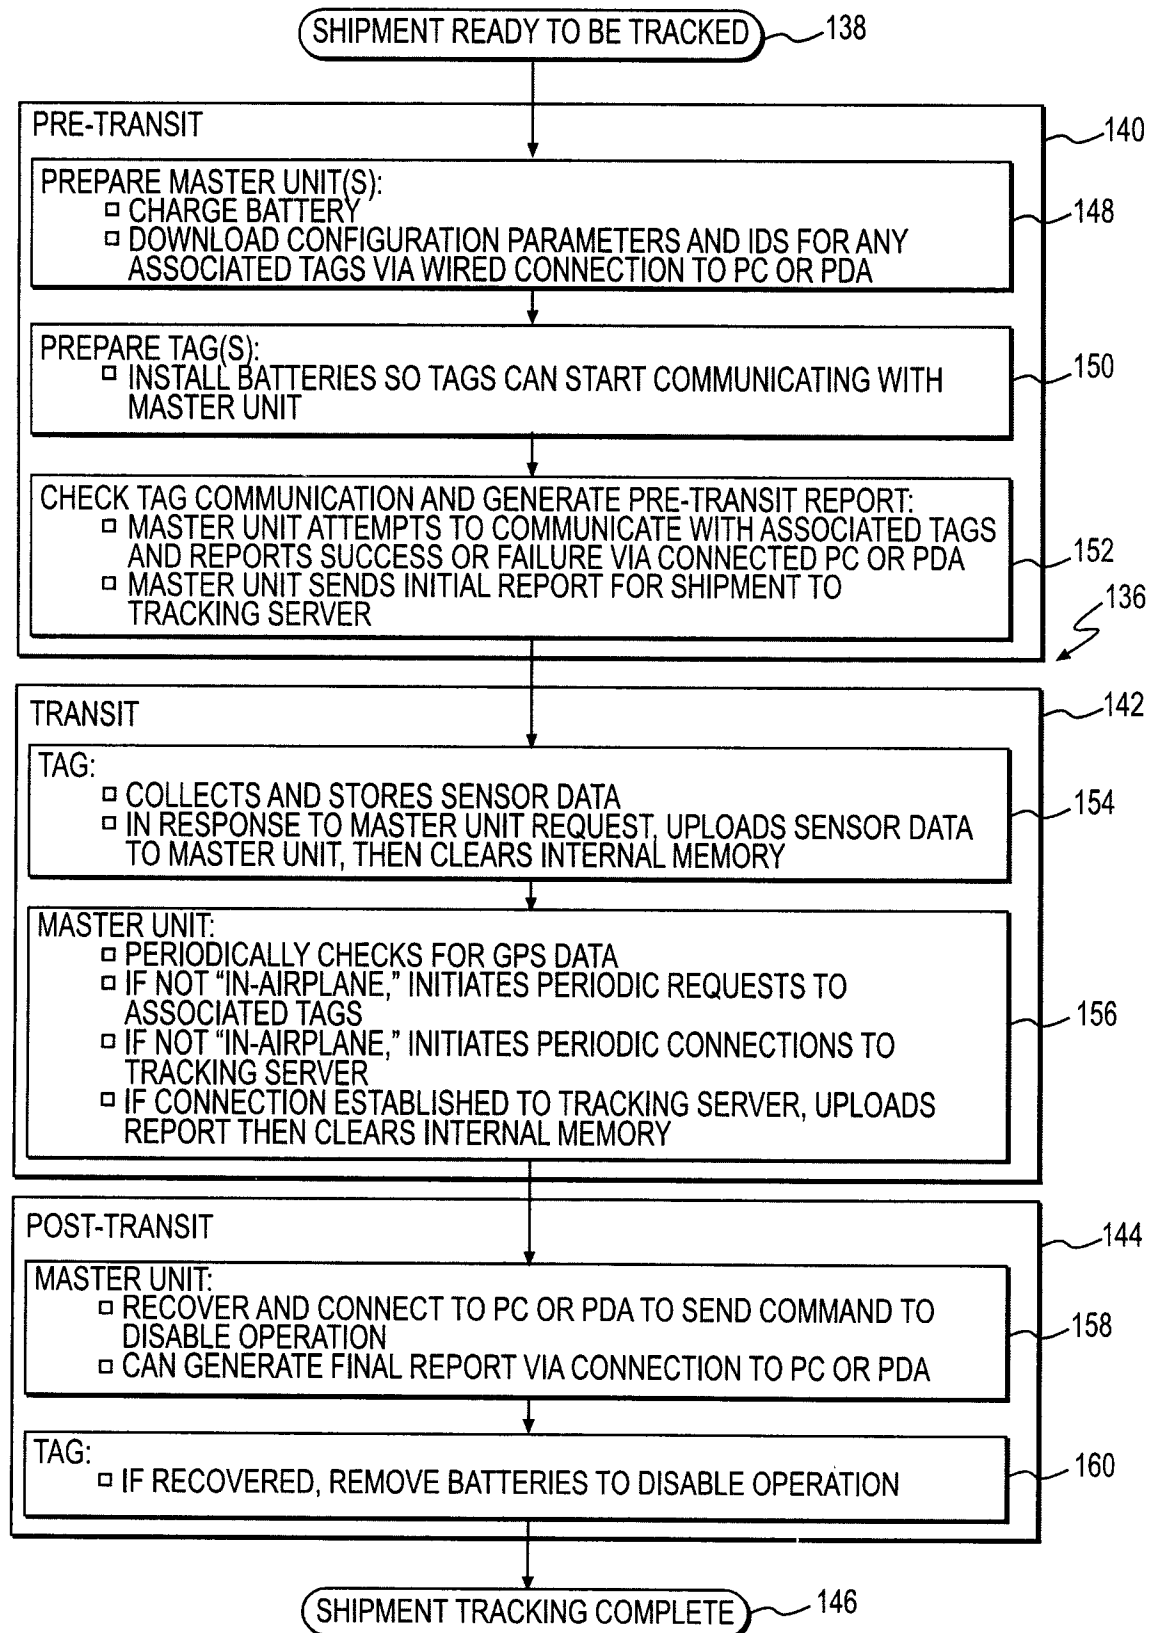 SHIPMENT READY TO BE TRACKED
138
PRE-TRANSIT
140
PREPARE MASTER UNIT(S):
CHARGE BATTERY
148
DOWNLOAD CONFIGURATION PARAMETERS AND IDS FOR ANY
ASSOCIATED TAGS VIA WIRED CONNECTION TO PC OR PDA
PREPARE TAG(S):
INSTALL BATTERIES SO TAGS CAN START COMMUNICATING WITH
150
MASTER UNIT
CHECK TAG COMMUNICATION AND GENERATE PRE-TRANSIT REPORT:
MASTER UNIT ATTEMPTS TO COMMUNICATE WITH ASSOCIATED TAGS
AND REPORTS SUCCESS OR FAILURE VIA CONNECTED PC OR PDA
152
MASTER UNIT SENDS INITIAL REPORT FOR SHIPMENT TO
TRACKING SERVER
136
TRANSIT
142
TAG:
COLLECTS AND STORES SENSOR DATA
154
IN RESPONSE TO MASTER UNIT REQUEST, UPLOADS SENSOR DATA
TO MASTER UNIT, THEN CLEARS INTERNAL MEMORY
MASTER UNIT:
PERIODICALLY CHECKS FOR GPS DATA
IF NOT “IN-AIRPLANE,” INITIATES PERIODIC REQUESTS TO
ASSOCIATED TAGS
156
IF NOT “IN-AIRPLANE,” INITIATES PERIODIC CONNECTIONS TO
TRACKING SERVER
IF CONNECTION ESTABLISHED TO TRACKING SERVER, UPLOADS
REPORT THEN CLEARS INTERNAL MEMORY
POST-TRANSIT
144
MASTER UNIT:
RECOVER AND CONNECT TO PC OR PDA TO SEND COMMAND TO
DISABLE OPERATION
158
CAN GENERATE FINAL REPORT VIA CONNECTION TO PC OR PDA
TAG:
IF RECOVERED, REMOVE BATTERIES TO DISABLE OPERATION
160
SHIPMENT TRACKING COMPLETE
146